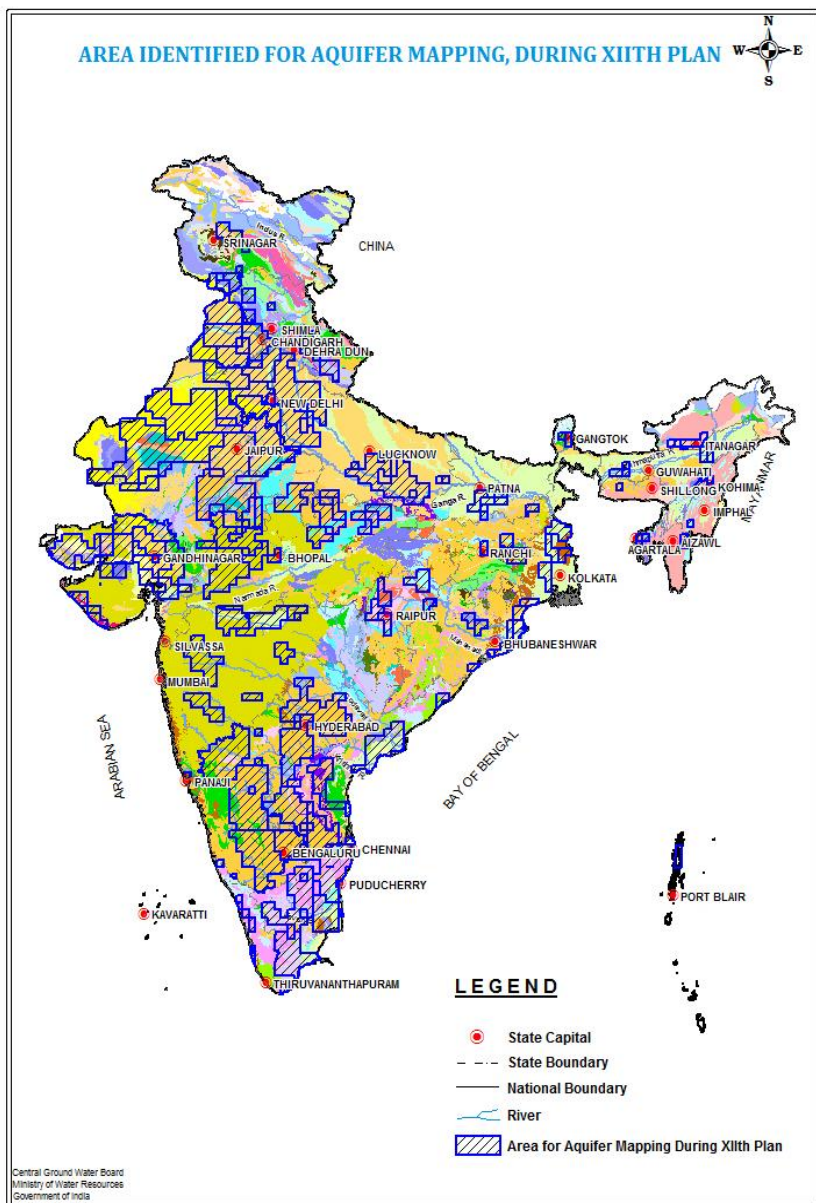 AREA IDENTIFIED FOR AQUIFER MAPPING, DURING XIITH PLAN
N
W
E
S
CHINA
Indus R.
SRINAGAR
SHIMLA
CHANDIGARH
DEHRA DUN
NEW DELHI
JAIPUR
LUCKNOW
GANGTOK
ITANAGAR
GUWAHATI
SHILLONG
KOHIMA
IMPHAL
MYANMAR
PATNA
Ganga R.
AGARTALA
AIZAWL
GANDHINAGAR
BHOPAL
RANCHI
KOLKATA
Narmada R.
RAIPUR
BHUBANESHWAR
SILVASSA
MUMBAI
HYDERABAD
ARABIAN SEA
BAY OF BENGAL
PANAJI
BENGALURU
CHENNAI
PUDUCHERRY
KAVARATTI
PORT BLAIR
THIRUVANANTHAPURAM
LEGEND
State Capital
State Boundary
National Boundary
River
Area for Aquifer Mapping During XIIth Plan
Central Ground Water Board
Ministry of Water Resources
Government of India